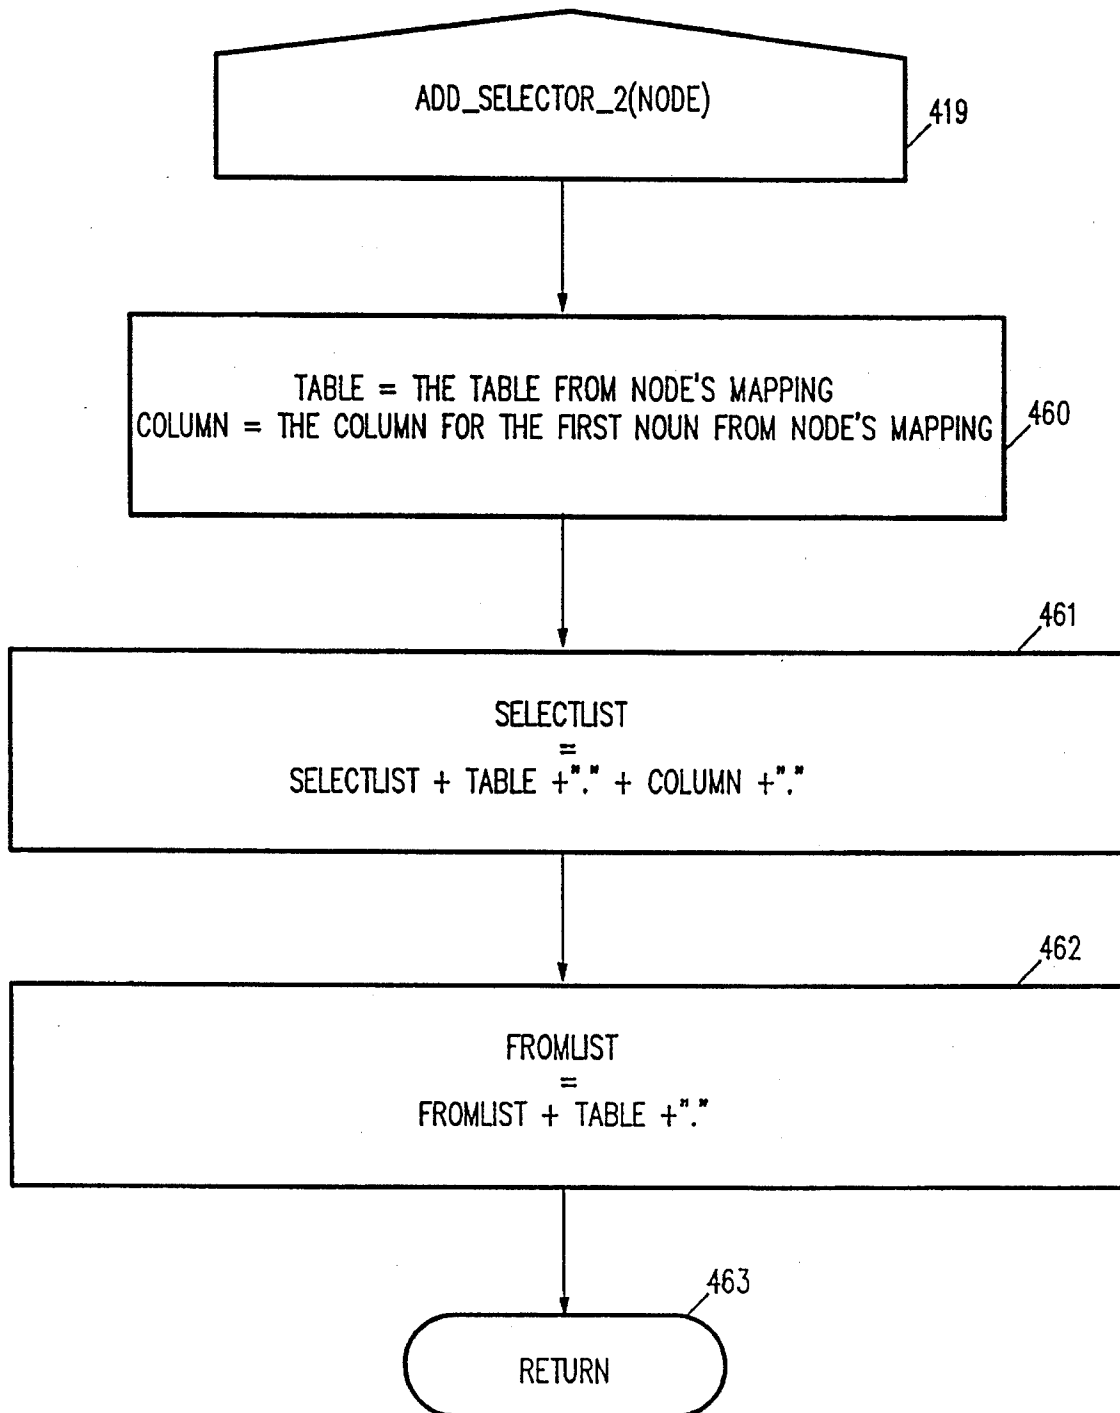 ADD_SELECTOR_2(NODE)
419
TABLE = THE TABLE FROM NODE'S MAPPING
COLUMN = THE COLUMN FOR THE FIRST NOUN FROM NODE'S MAPPING
460
461
SELECTLIST
=
SELECTLIST + TABLE +"." + COLUMN +"."
462
FROMLIST
=
FROMLIST + TABLE +"."
463
RETURN